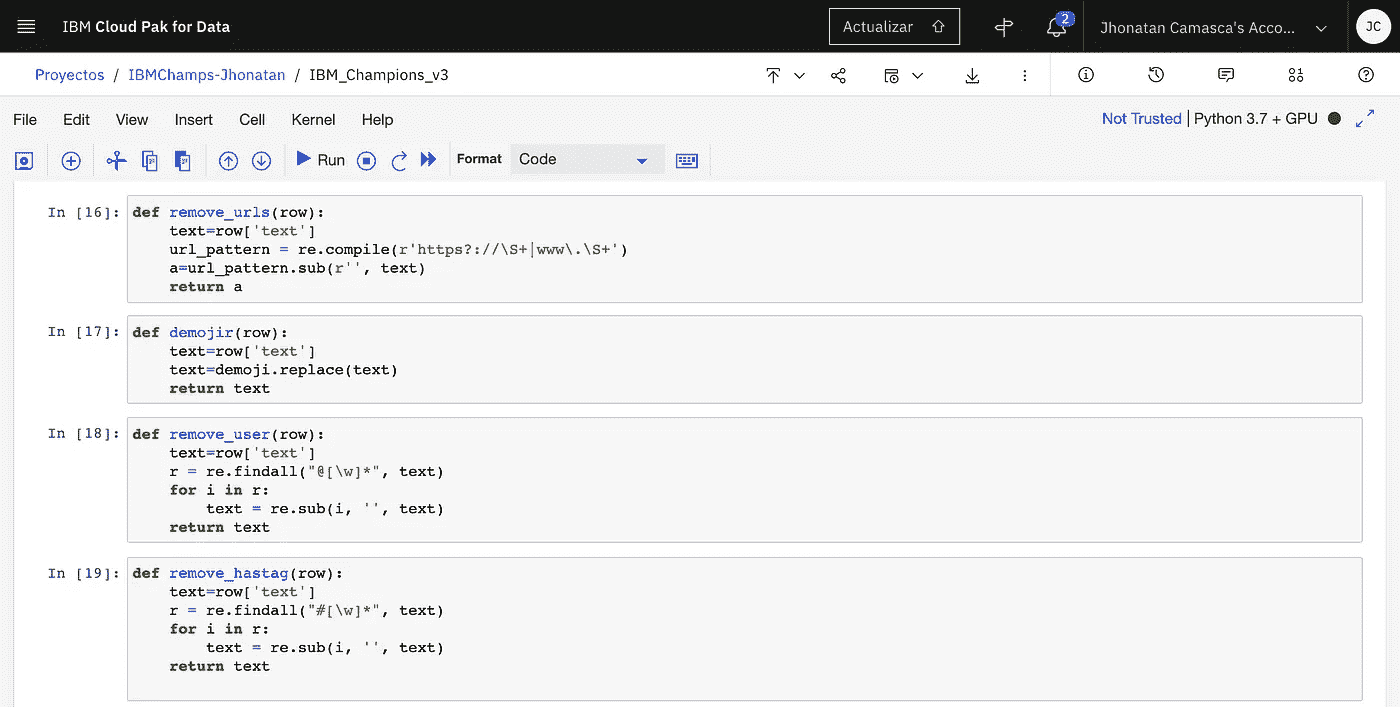 IBM Cloud Pak for Data
Actualizar
2
Jhonatan Camasca's Acco...
JC
Proyectos / IBMChamps-Jhonatan / IBM_Champions_v3
File Edit View Insert Cell Kernel Help
Not Trusted | Python 3.7 + GPU
Run
Format
Code
In [16]: def remove_urls(row):
text=row['text']
url_pattern = re.compile(r'https?://\S+|www\.\S+')
a=url_pattern.sub(r'', text)
return a
In [17]: def demojir(row):
text=row['text']
text=demoji.replace(text)
return text
In [18]: def remove_user(row):
text=row['text']
r = re.findall("@[\w]*", text)
for i in r:
text = re.sub(i, '', text)
return text
In [19]: def remove_hastag(row):
text=row['text']
r = re.findall("#[\w]*", text)
for i in r:
text = re.sub(i, '', text)
return text